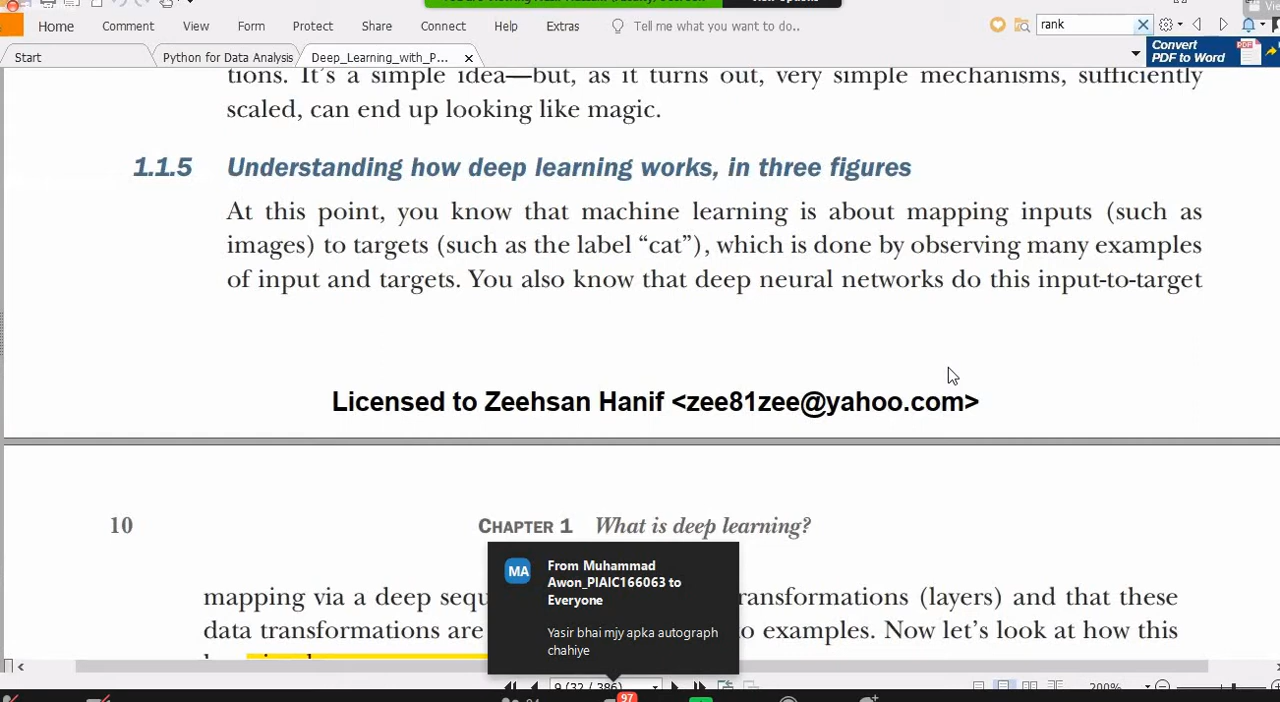 Home Comment View Form Protect Share Connect Help Extras Tell me what you want to do.. rank
Start Python for Data Analysis Deep_Learning_with_P...
Convert
PDF to Word
tions. It's a simple idea—but, as it turns out, very simple mechanisms, sufficiently
scaled, can end up looking like magic.
1.1.5 Understanding how deep learning works, in three figures
At this point, you know that machine learning is about mapping inputs (such as
images) to targets (such as the label “cat”), which is done by observing many examples
of input and targets. You also know that deep neural networks do this input-to-target
Licensed to Zeehsan Hanif <zee81zee@yahoo.com>
10 CHAPTER 1 What is deep learning?
MA
From Muhammad
Awon_PIAIC166063 to
Everyone
Yasir bhai mjy apka autograph
chahiye
mapping via a deep ransformations (layers) and that these
data transformations are o examples. Now let's look at how this
9 (32 / 386) 200%
97